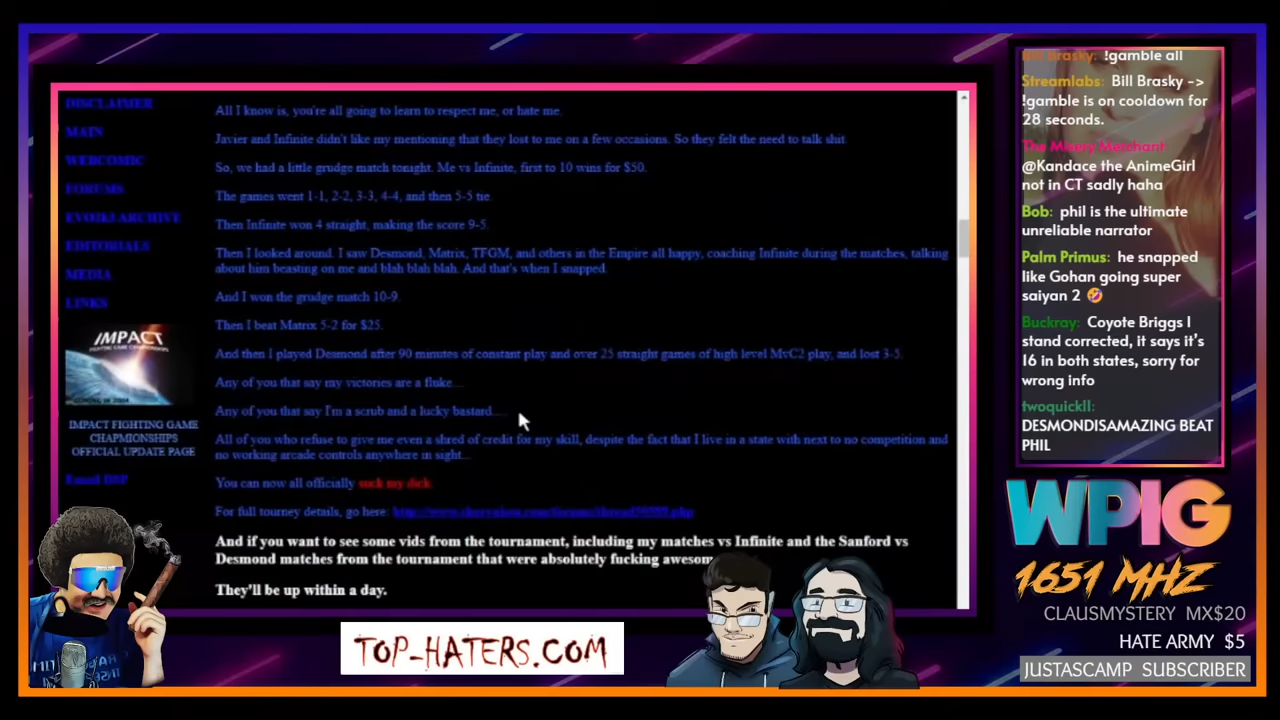 DISCLAIMER
MAIN
WEBCOMIC
FORUMS
EVO2K3 ARCHIVE
EDITORIALS
MEDIA
LINKS
IMPACT
FIGHTING GAME CHAMPIONSHIPS
COMING IN 2004
IMPACT FIGHTING GAME
CHAPMIONSHIPS
OFFICIAL UPDATE PAGE
Email DSP
All I know is, you're all going to learn to respect me, or hate me.
Javier and Infinite didn't like my mentioning that they lost to me on a few occasions. So they felt the need to talk shit.
So, we had a little grudge match tonight. Me vs Infinite, first to 10 wins for $50.
The games went 1-1, 2-2, 3-3, 4-4, and then 5-5 tie.
Then Infinite won 4 straight, making the score 9-5.
Then I looked around. I saw Desmond, Matrix, TFGM, and others in the Empire all happy, coaching Infinite during the matches, talking
about him beasting on me and blah blah blah. And that's when I snapped.
And I won the grudge match 10-9.
Then I beat Matrix 5-2 for $25.
And then I played Desmond after 90 minutes of constant play and over 25 straight games of high level MvC2 play, and lost 3-5.
Any of you that say my victories are a fluke...
Any of you that say I'm a scrub and a lucky bastard.....
All of you who refuse to give me even a shred of credit for my skill, despite the fact that I live in a state with next to no competition and
no working arcade controls anywhere in sight...
You can now all officially suck my dick.
For full tourney details, go here:
And if you want to see some vids from the tournament, including my matches vs Infinite and the Sanford vs
Desmond matches from the tournament that were absolutely fucking awesom
They'll be up within a day.
TOP-HATERS.COM
Bill Brasky: !gamble all
Streamlabs: Bill Brasky ->
!gamble is on cooldown for
28 seconds.
The Misery Merchant:
@Kandace the AnimeGirl
not in CT sadly haha
Bob: phil is the ultimate
unreliable narrator
Palm Primus: he snapped
like Gohan going super
saiyan 2 🤣
Buckray: Coyote Briggs I
stand corrected, it says it's
16 in both states, sorry for
wrong info
twoquickll:
DESMONDISAMAZING BEAT
PHIL
WPIG
1651 MHZ
CLAUSMYSTERY MX$20
HATE ARMY $5
JUSTASCAMP SUBSCRIBER